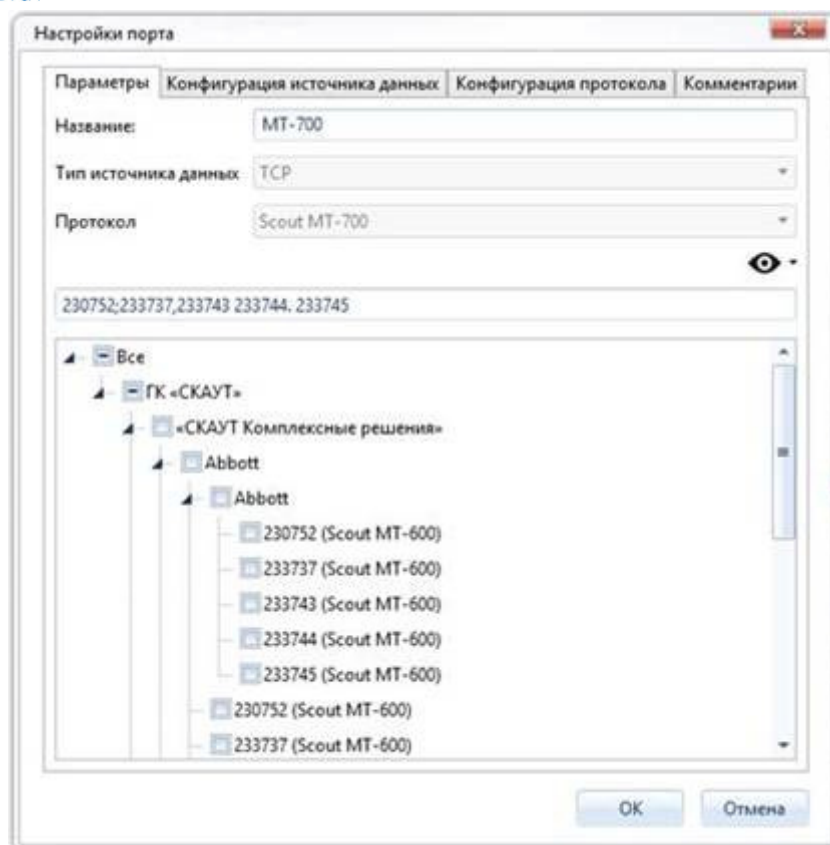 Настройки порта
Параметры Конфигурация источника данных Конфигурация протокола Комментарии
Название: МТ-700
Тип источника данных TCP
Протокол Scout MT-700
230752;233737,233743 233744. 233745
Все
ГК «СКАУТ»
«СКАУТ Комплексные решения»
Abbott
Abbott
230752 (Scout MT-600)
233737 (Scout MT-600)
233743 (Scout MT-600)
233744 (Scout MT-600)
233745 (Scout MT-600)
230752 (Scout MT-600)
233737 (Scout MT-600)
OK Отмена